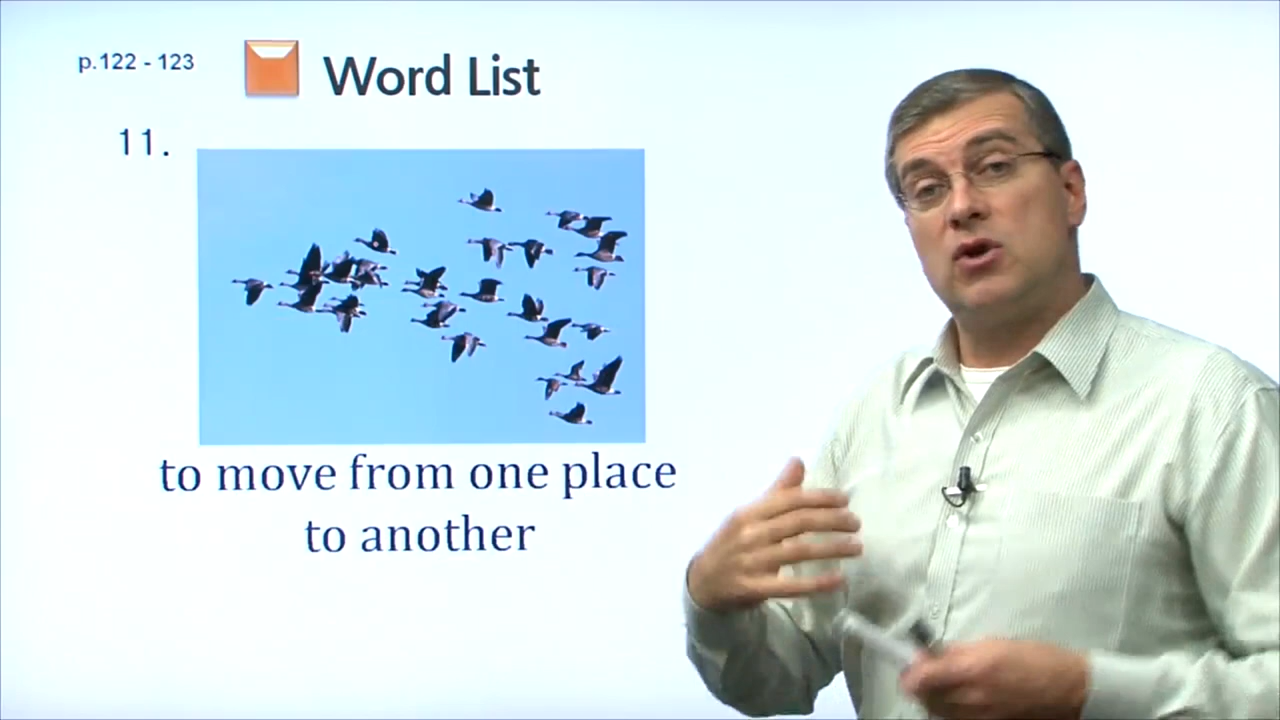 p.122 - 123
Word List
11.
to move from one place
to another